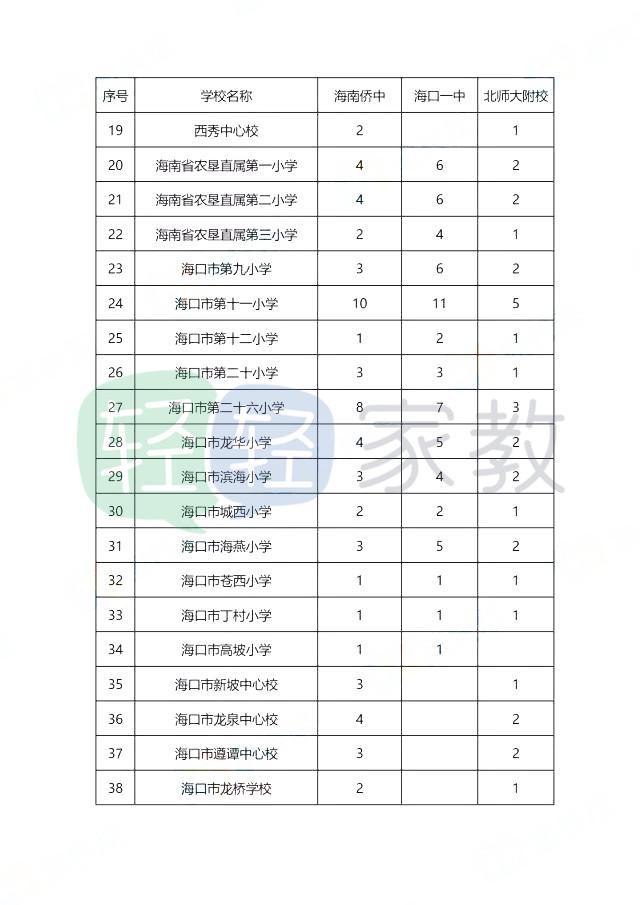 序号 学校名称 海南侨中 海口一中 北师大附校
19 西秀中心校 2 1
20 海南省农垦直属第一小学 4 6 2
21 海南省农垦直属第二小学 4 6 2
22 海南省农垦直属第三小学 2 4 1
23 海口市第九小学 3 6 2
24 海口市第十一小学 10 11 5
25 海口市第十二小学 1 2 1
26 海口市第二十小学 3 3 1
27 海口市第二十六小学 8 7 3
28 海口市龙华小学 4 5 2
29 海口市滨海小学 3 4 2
30 海口市城西小学 2 2 1
31 海口市海燕小学 3 5 2
32 海口市苍西小学 1 1 1
33 海口市丁村小学 1 1 1
34 海口市高坡小学 1 1
35 海口市新坡中心校 3 1
36 海口市龙泉中心校 4 2
37 海口市遵谭中心校 3 2
38 海口市龙桥学校 2 1
轻轻家教